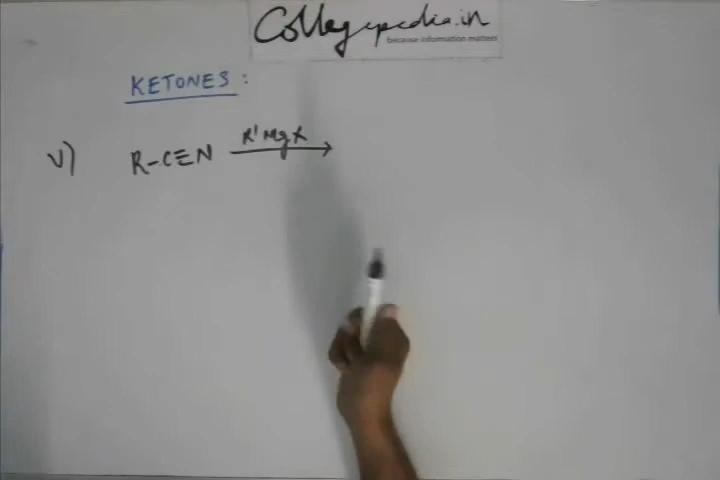 Collegepedia.in
because information matters
KETONES :
R'MgX
V) R-C≡N ⟶